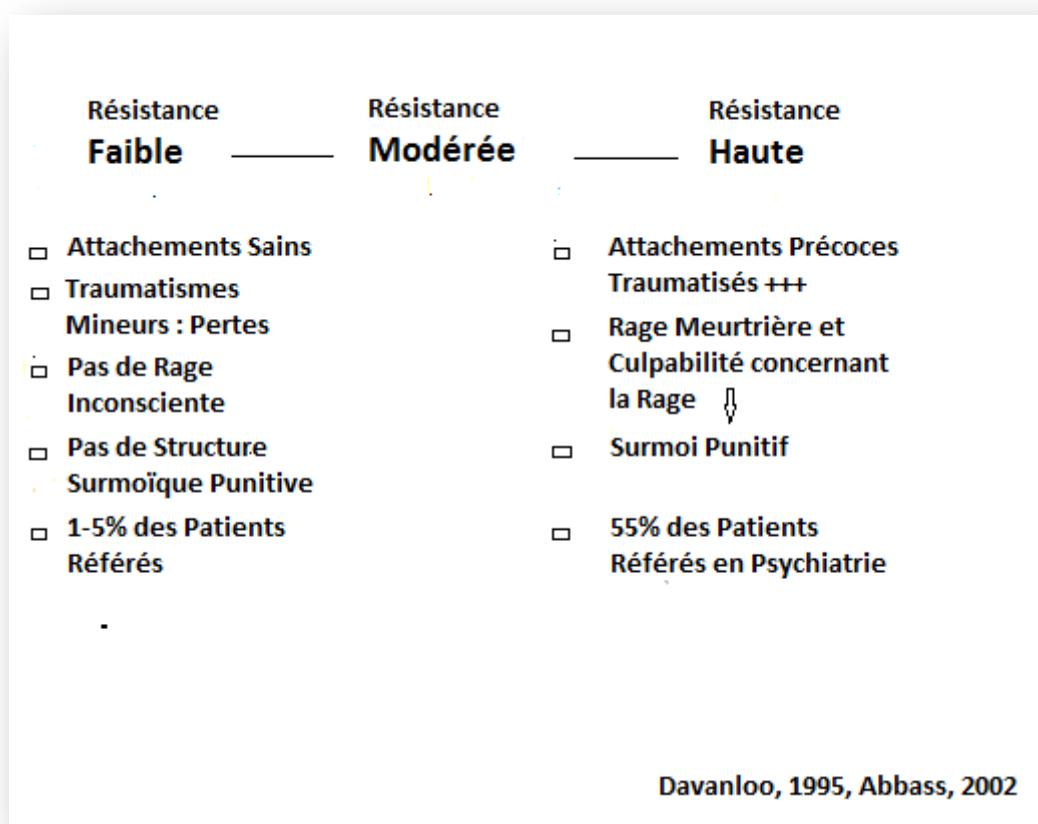 Résistance
Faible
Résistance
Modérée
Résistance
Haute
Attachements Sains
Traumatismes
Mineurs : Pertes
Pas de Rage
Inconsciente
Pas de Structure
Surmoïque Punitive
1-5% des Patients
Référés
Attachements Précoces
Traumatisés +++
Rage Meurtrière et
Culpabilité concernant
la Rage
Surmoi Punitif
55% des Patients
Référés en Psychiatrie
Davanloo, 1995, Abbass, 2002